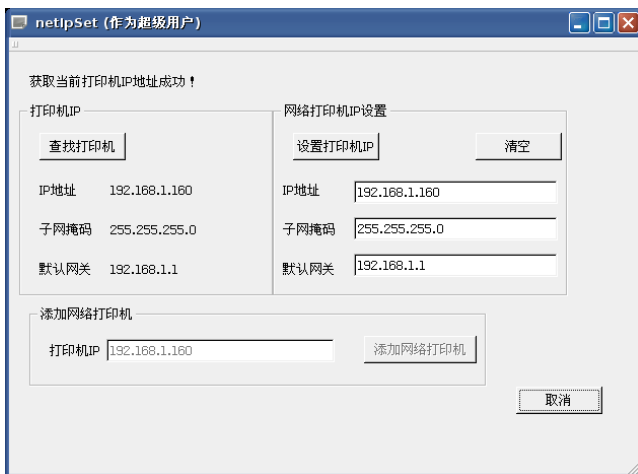 netIpSet (作为超级用户)
获取当前打印机IP地址成功！
打印机IP
查找打印机
IP地址 192.168.1.160
子网掩码 255.255.255.0
默认网关 192.168.1.1
网络打印机IP设置
设置打印机IP 清空
IP地址 192.168.1.160
子网掩码 255.255.255.0
默认网关 192.168.1.1
添加网络打印机
打印机IP 192.168.1.160 添加网络打印机
取消